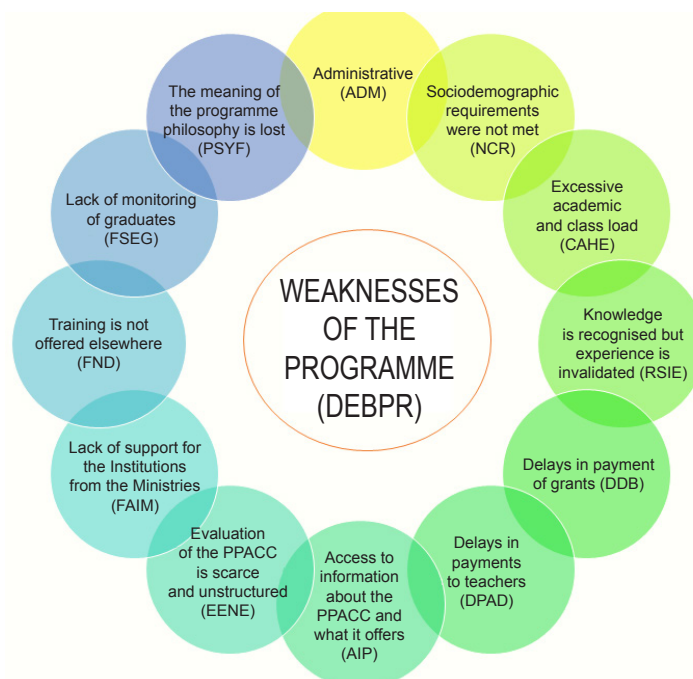 Administrative
(ADM)
Sociodemographic
requirements
were not met
(NCR)
Excessive
academic
and class load
(CAHE)
Knowledge
is recognised but
experience is
invalidated (RSIE)
Delays in payment
of grants (DDB)
Delays in
payments
to teachers
(DPAD)
Access to
information
about the
PPACC and
what it offers
(AIP)
Evaluation
of the PPACC
is scarce
and unstructured
(EENE)
Lack of support for
the Institutions
from the Ministries
(FAIM)
Training is not
offered elsewhere
(FND)
Lack of monitoring
of graduates
(FSEG)
The meaning of
the programme
philosophy is lost
(PSYF)
WEAKNESSES
OF THE
PROGRAMME
(DEBPR)